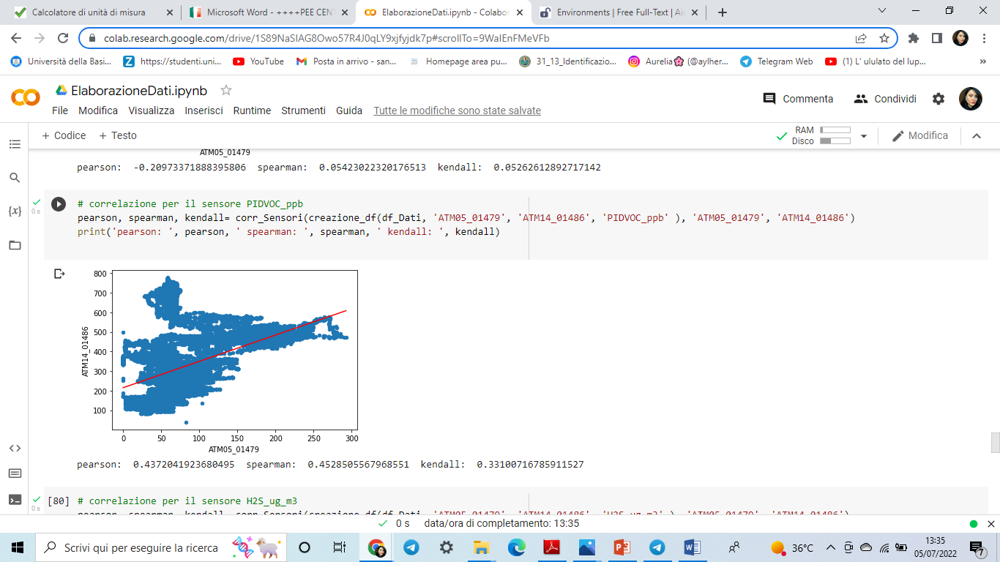 Calcolatore di unità di misura
Microsoft Word - ++++PEE CENT
ElaborazioneDati.ipynb - Colabor
Environments | Free Full-Text | Air
colab.research.google.com/drive/1S89NaSIAG8Owo57R4J0qLY9xjfyjdk7p#scrollTo=9WaIEnFMeVFb
Università della Basi...
https://studenti.uni...
YouTube
Posta in arrivo - san...
Homepage area pu...
31_13_Identificazio...
Aurelia🌸 (@aylher...
Telegram Web
(1) L' ululato del lup...
»
ElaborazioneDati.ipynb
File Modifica Visualizza Inserisci Runtime Strumenti Guida Tutte le modifiche sono state salvate
Commenta
Condividi
+ Codice + Testo
RAM
Disco
Modifica
ATM05_01479
pearson: -0.20973371888395806 spearman: 0.05423022320176513 kendall: 0.05262612892717142
0 s
# correlazione per il sensore PIDVOC_ppb
pearson, spearman, kendall= corr_Sensori(creazione_df(df_Dati, 'ATM05_01479', 'ATM14_01486', 'PIDVOC_ppb' ), 'ATM05_01479', 'ATM14_01486')
print('pearson: ', pearson, ' spearman: ', spearman, ' kendall: ', kendall)
{x}
800
700
600
500
400
300
200
100
ATM14_01486
0 50 100 150 200 250 300
ATM05_01479
pearson: 0.4372041923680495 spearman: 0.4528505567968551 kendall: 0.33100716785911527
0 s
[80] # correlazione per il sensore H2S_ug_m3
pearson, spearman, kendall= corr_Sensori(creazione_df(df_Dati, 'ATM05_01479', 'ATM14_01486', 'H2S_ug_m3' ), 'ATM05_01479', 'ATM14_01486')
0 s data/ora di completamento: 13:35
Scrivi qui per eseguire la ricerca
36°C
13:35
05/07/2022
7